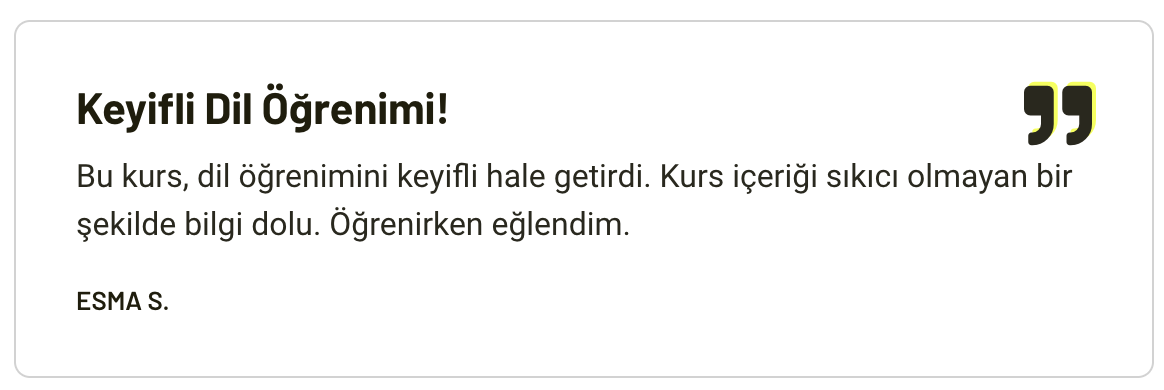 Keyifli Dil Öğrenimi!
Bu kurs, dil öğrenimini keyifli hale getirdi. Kurs içeriği sıkıcı olmayan bir
şekilde bilgi dolu. Öğrenirken eğlendim.
ESMA S.